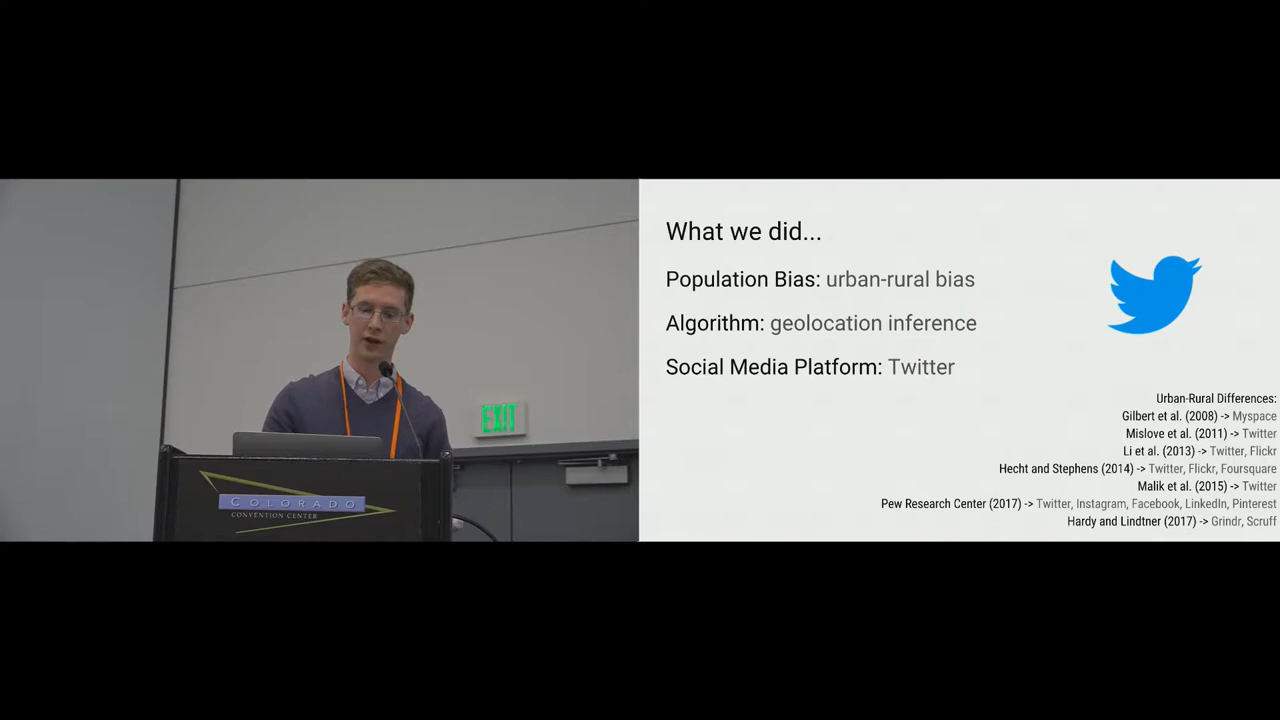 EXIT
COLORADO
CONVENTION CENTER
What we did...
Population Bias: urban-rural bias
Algorithm: geolocation inference
Social Media Platform: Twitter
Urban-Rural Differences:
Gilbert et al. (2008) -> Myspace
Mislove et al. (2011) -> Twitter
Li et al. (2013) -> Twitter, Flickr
Hecht and Stephens (2014) -> Twitter, Flickr, Foursquare
Malik et al. (2015) -> Twitter
Pew Research Center (2017) -> Twitter, Instagram, Facebook, LinkedIn, Pinterest
Hardy and Lindtner (2017) -> Grindr, Scruff